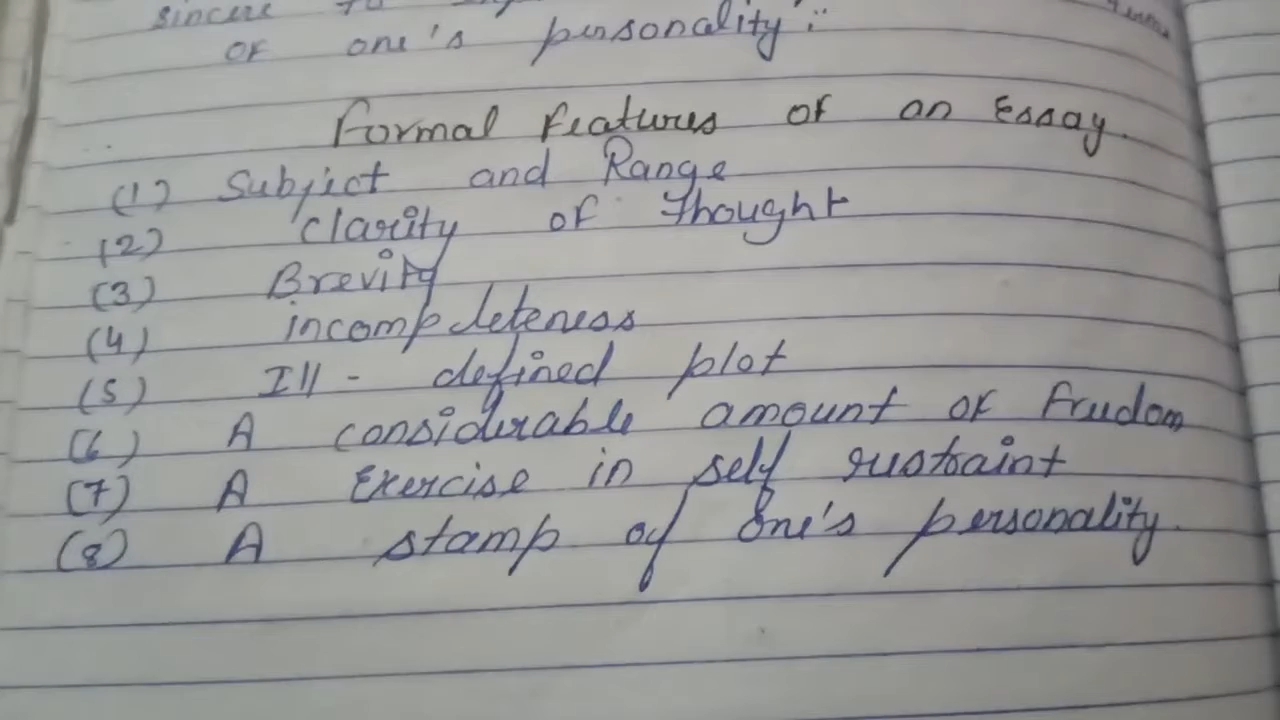 sincere to
of one's personality."
Formal Features of an Essay.
(1) Subject and Range
(2) Clarity of Thought
(3) Brevity
(4) incompleteness
(5) Ill-defined plot
(6) A considerable amount of Freedom
(7) A Exercise in self restraint
(8) A stamp of one's personality.